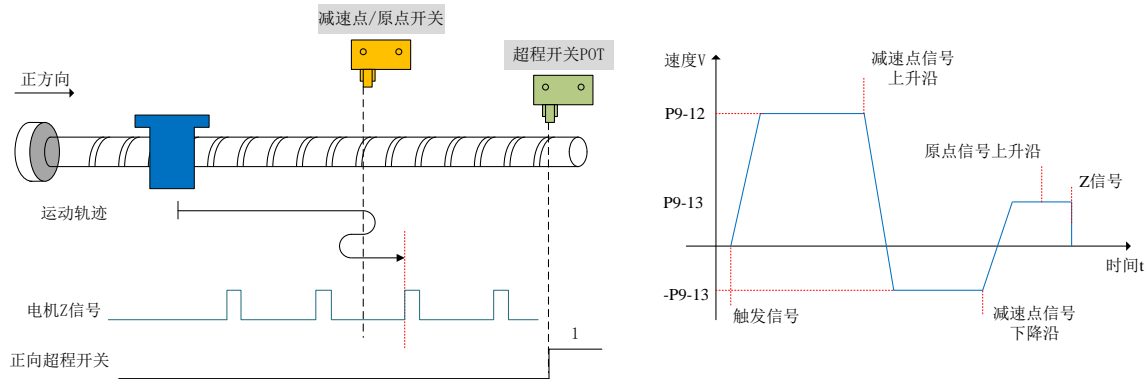 减速点/原点开关
超程开关POT
正方向
运动轨迹
电机Z信号
正向超程开关
1
速度V
减速点信号
上升沿
P9-12
原点信号上升沿
Z信号
P9-13
时间t
-P9-13
触发信号
减速点信号
下降沿